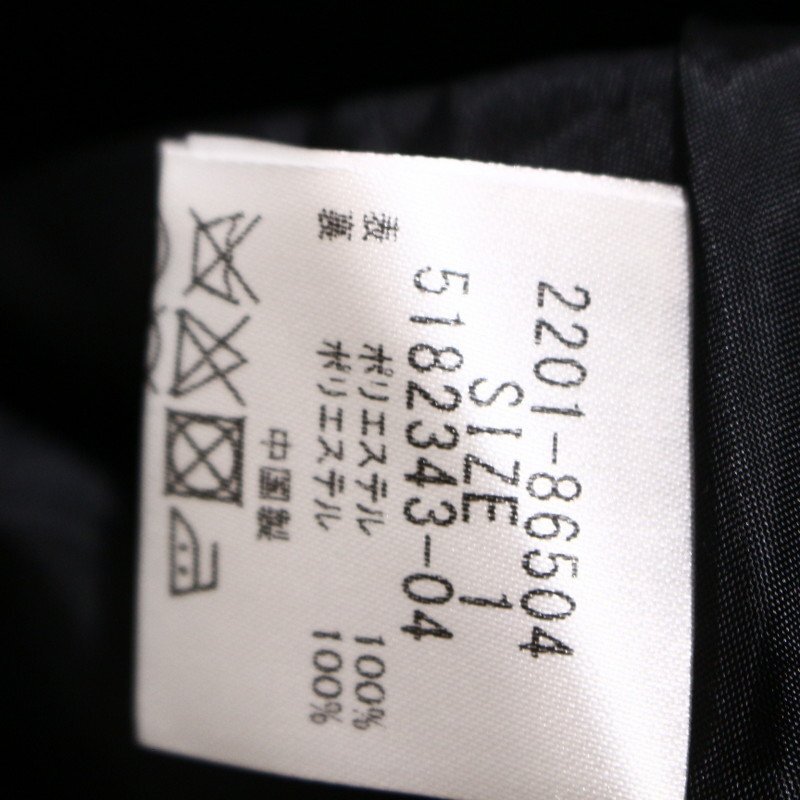 2201-86504
SIZE 1
5182343-04
表 ポリエステル 100%
裏 ポリエステル 100%
中国製